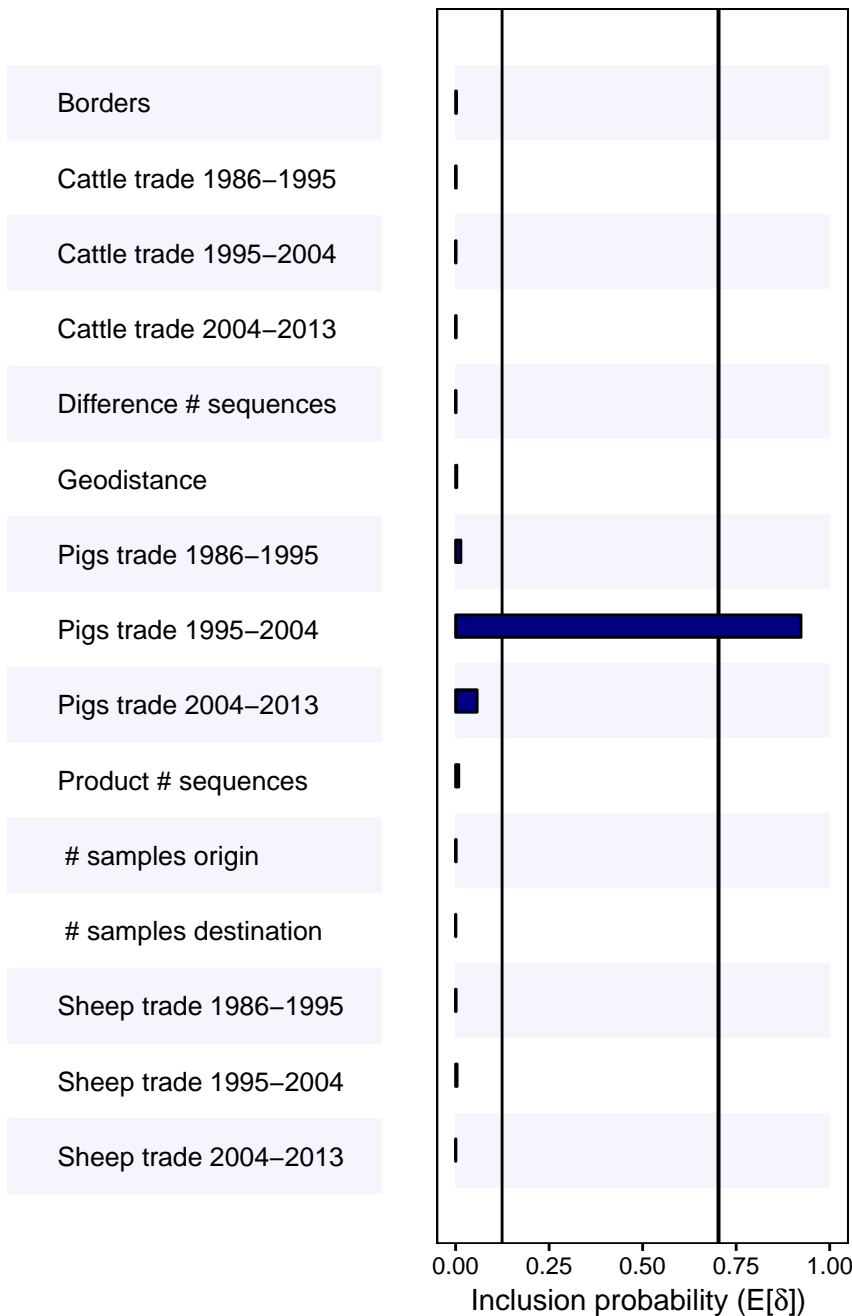 Borders
Cattle trade 1986−1995
Cattle trade 1995−2004
Cattle trade 2004−2013
Difference # sequences
Geodistance
Pigs trade 1986−1995
Pigs trade 1995−2004
Pigs trade 2004−2013
Product # sequences
# samples origin
# samples destination
Sheep trade 1986−1995
Sheep trade 1995−2004
Sheep trade 2004−2013
0.00 0.25 0.50 0.75 1.00
Inclusion probability (E[δ])